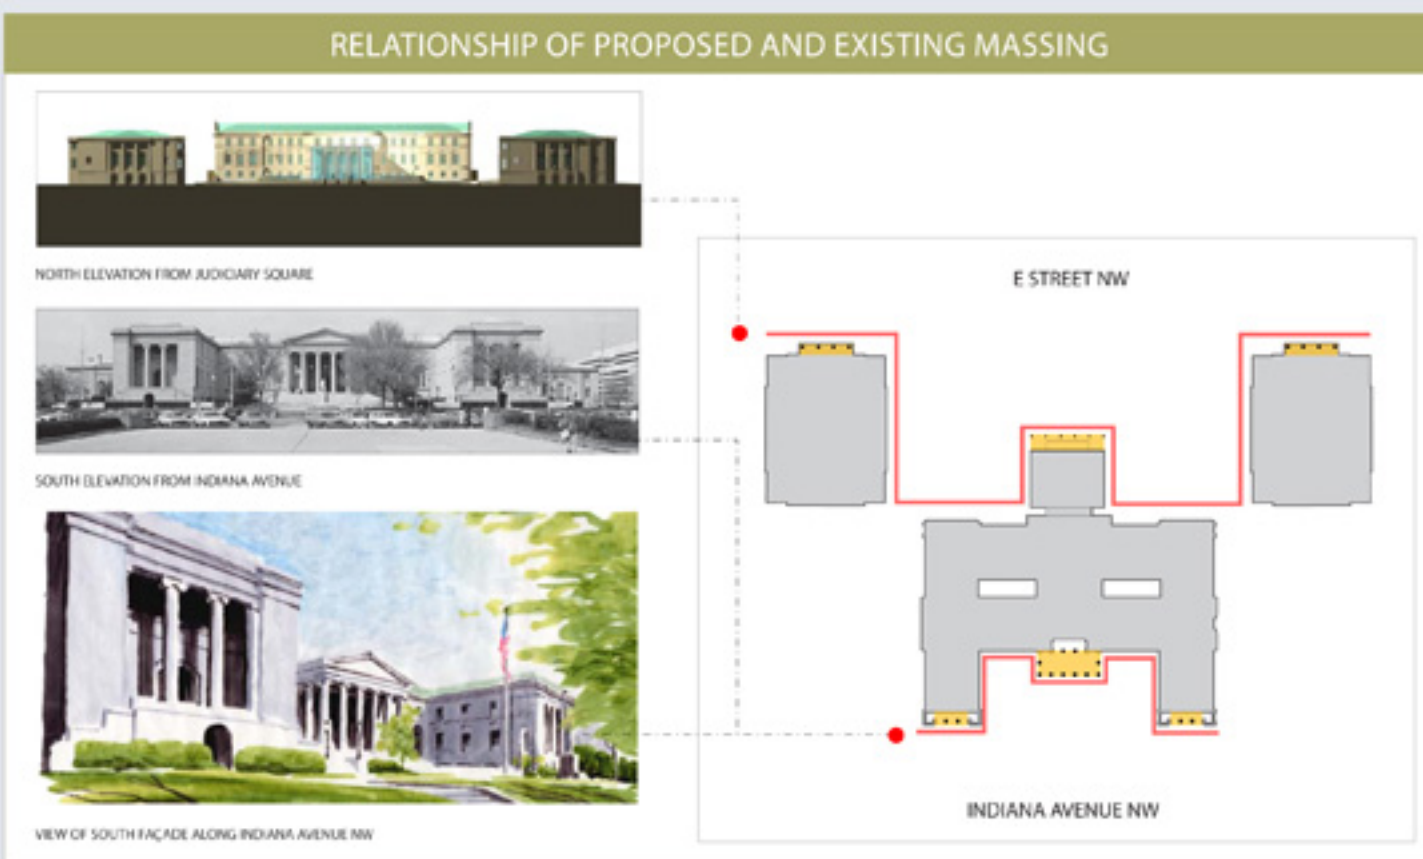 RELATIONSHIP OF PROPOSED AND EXISTING MASSING
NORTH ELEVATION FROM JUDICIARY SQUARE
SOUTH ELEVATION FROM INDIANA AVENUE
VIEW OF SOUTH FAÇADE ALONG INDIANA AVENUE NW
E STREET NW
INDIANA AVENUE NW